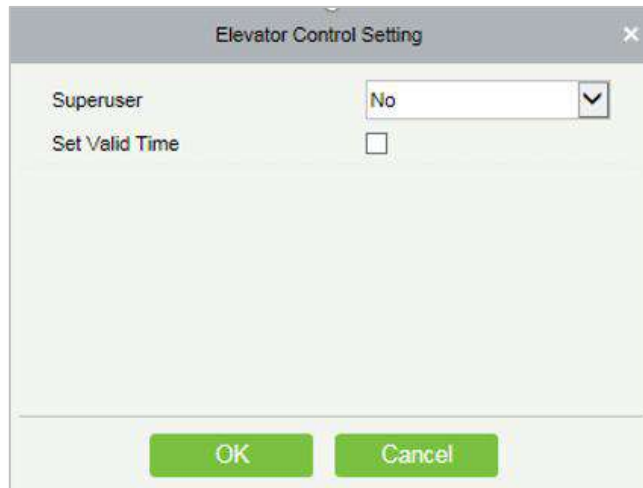 Elevator Control Setting
Superuser No
Set Valid Time
OK Cancel